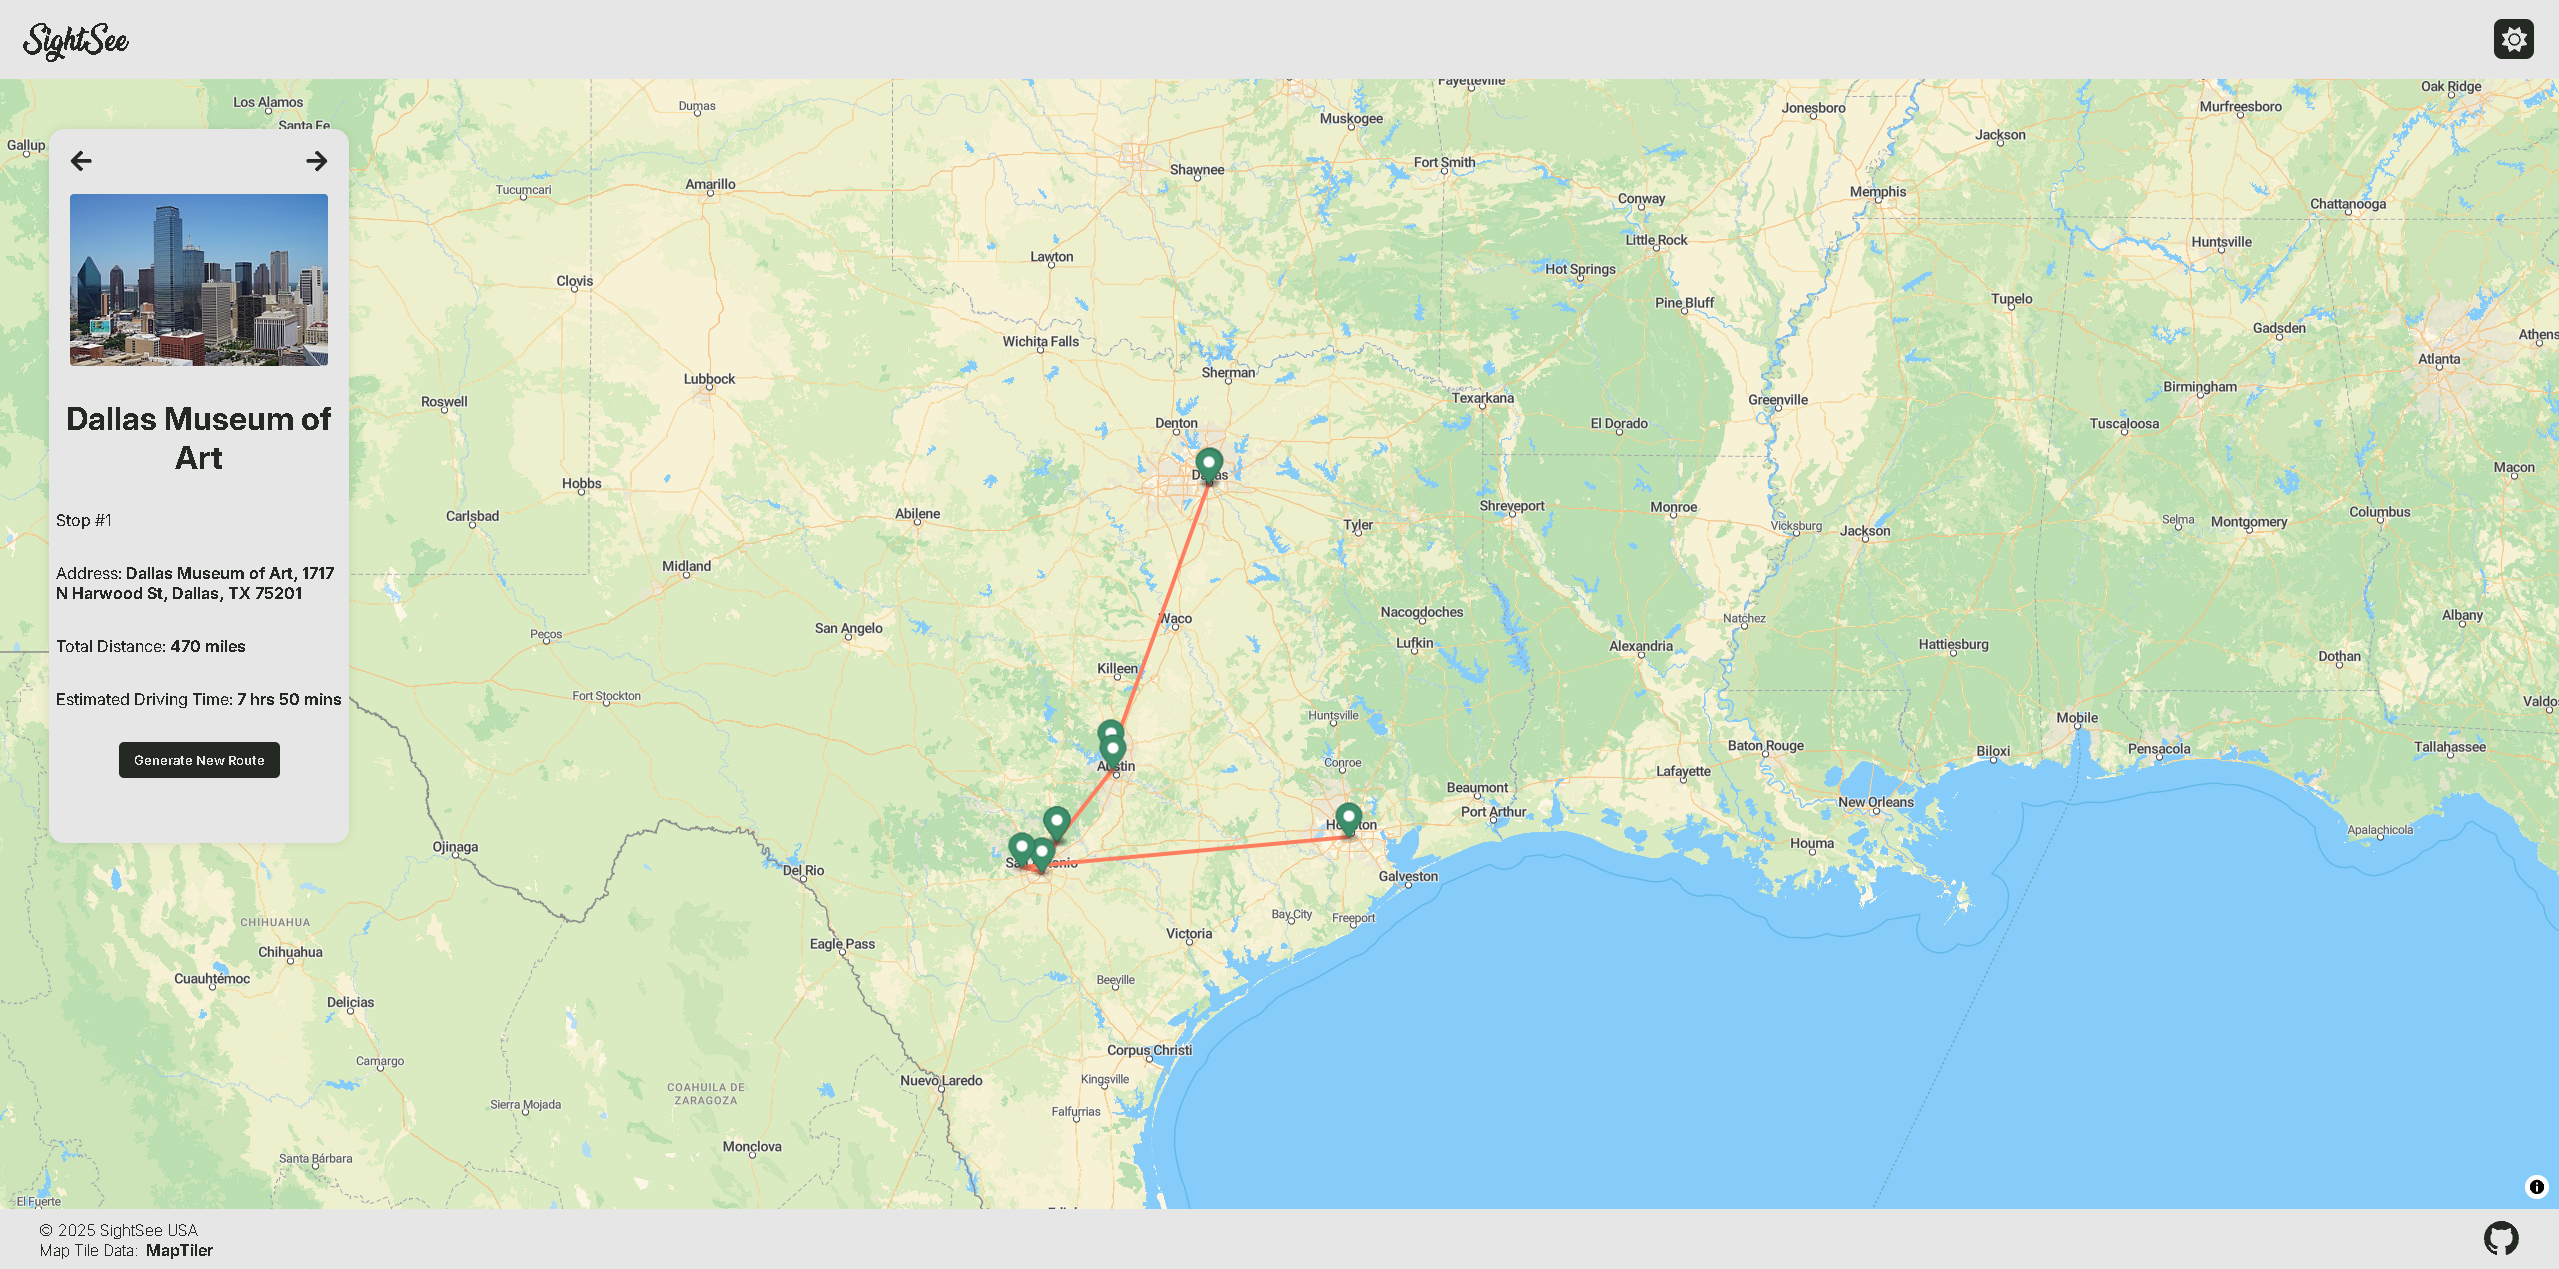 SightSee
Fayetteville
Oak Ridge
Los Alamos
Dumas
Jonesboro
Murfreesboro
Muskogee
Santa Fe
Jackson
Gallup
Shawnee
Fort Smith
Amarillo
Tucumcari
Memphis
Conway
Chattanooga
Little Rock
Huntsville
Lawton
Hot Springs
Clovis
Pine Bluff
Tupelo
Gadsden
Athens
Wichita Falls
Atlanta
Sherman
Lubbock
Birmingham
Roswell
Texarkana
Greenville
Dallas Museum of
Art
Denton
El Dorado
Tuscaloosa
Macon
Hobbs
Shreveport
Monroe
Columbus
Abilene
Carlsbad
Stop #1
Selma
Montgomery
Tyler
Vicksburg
Jackson
Midland
Address: Dallas Museum of Art, 1717
N Harwood St, Dallas, TX 75201
Nacogdoches
Albany
Waco
Natchez
San Angelo
Pecos
Lufkin
Alexandria
Hattiesburg
Total Distance: 470 miles
Dothan
Killeen
Fort Stockton
Estimated Driving Time: 7 hrs 50 mins
Valdo
Huntsville
Mobile
Baton Rouge
Pensacola
Tallahassee
Biloxi
Generate New Route
Conroe
Austin
Lafayette
Beaumont
New Orleans
Port Arthur
Houston
Apalachicola
Houma
Ojinaga
San Antonio
Del Rio
Galveston
Bay City
Freeport
CHIHUAHUA
Victoria
Eagle Pass
Chihuahua
Cuauhtémoc
Beeville
Delicias
Corpus Christi
Camargo
Nuevo Laredo
Kingsville
COAHUILA DE
ZARAGOZA
Sierra Mojada
Falfurrias
Monclova
Santa Bárbara
El Fuerte
© 2025 SightSee USA
Map Tile Data: MapTiler